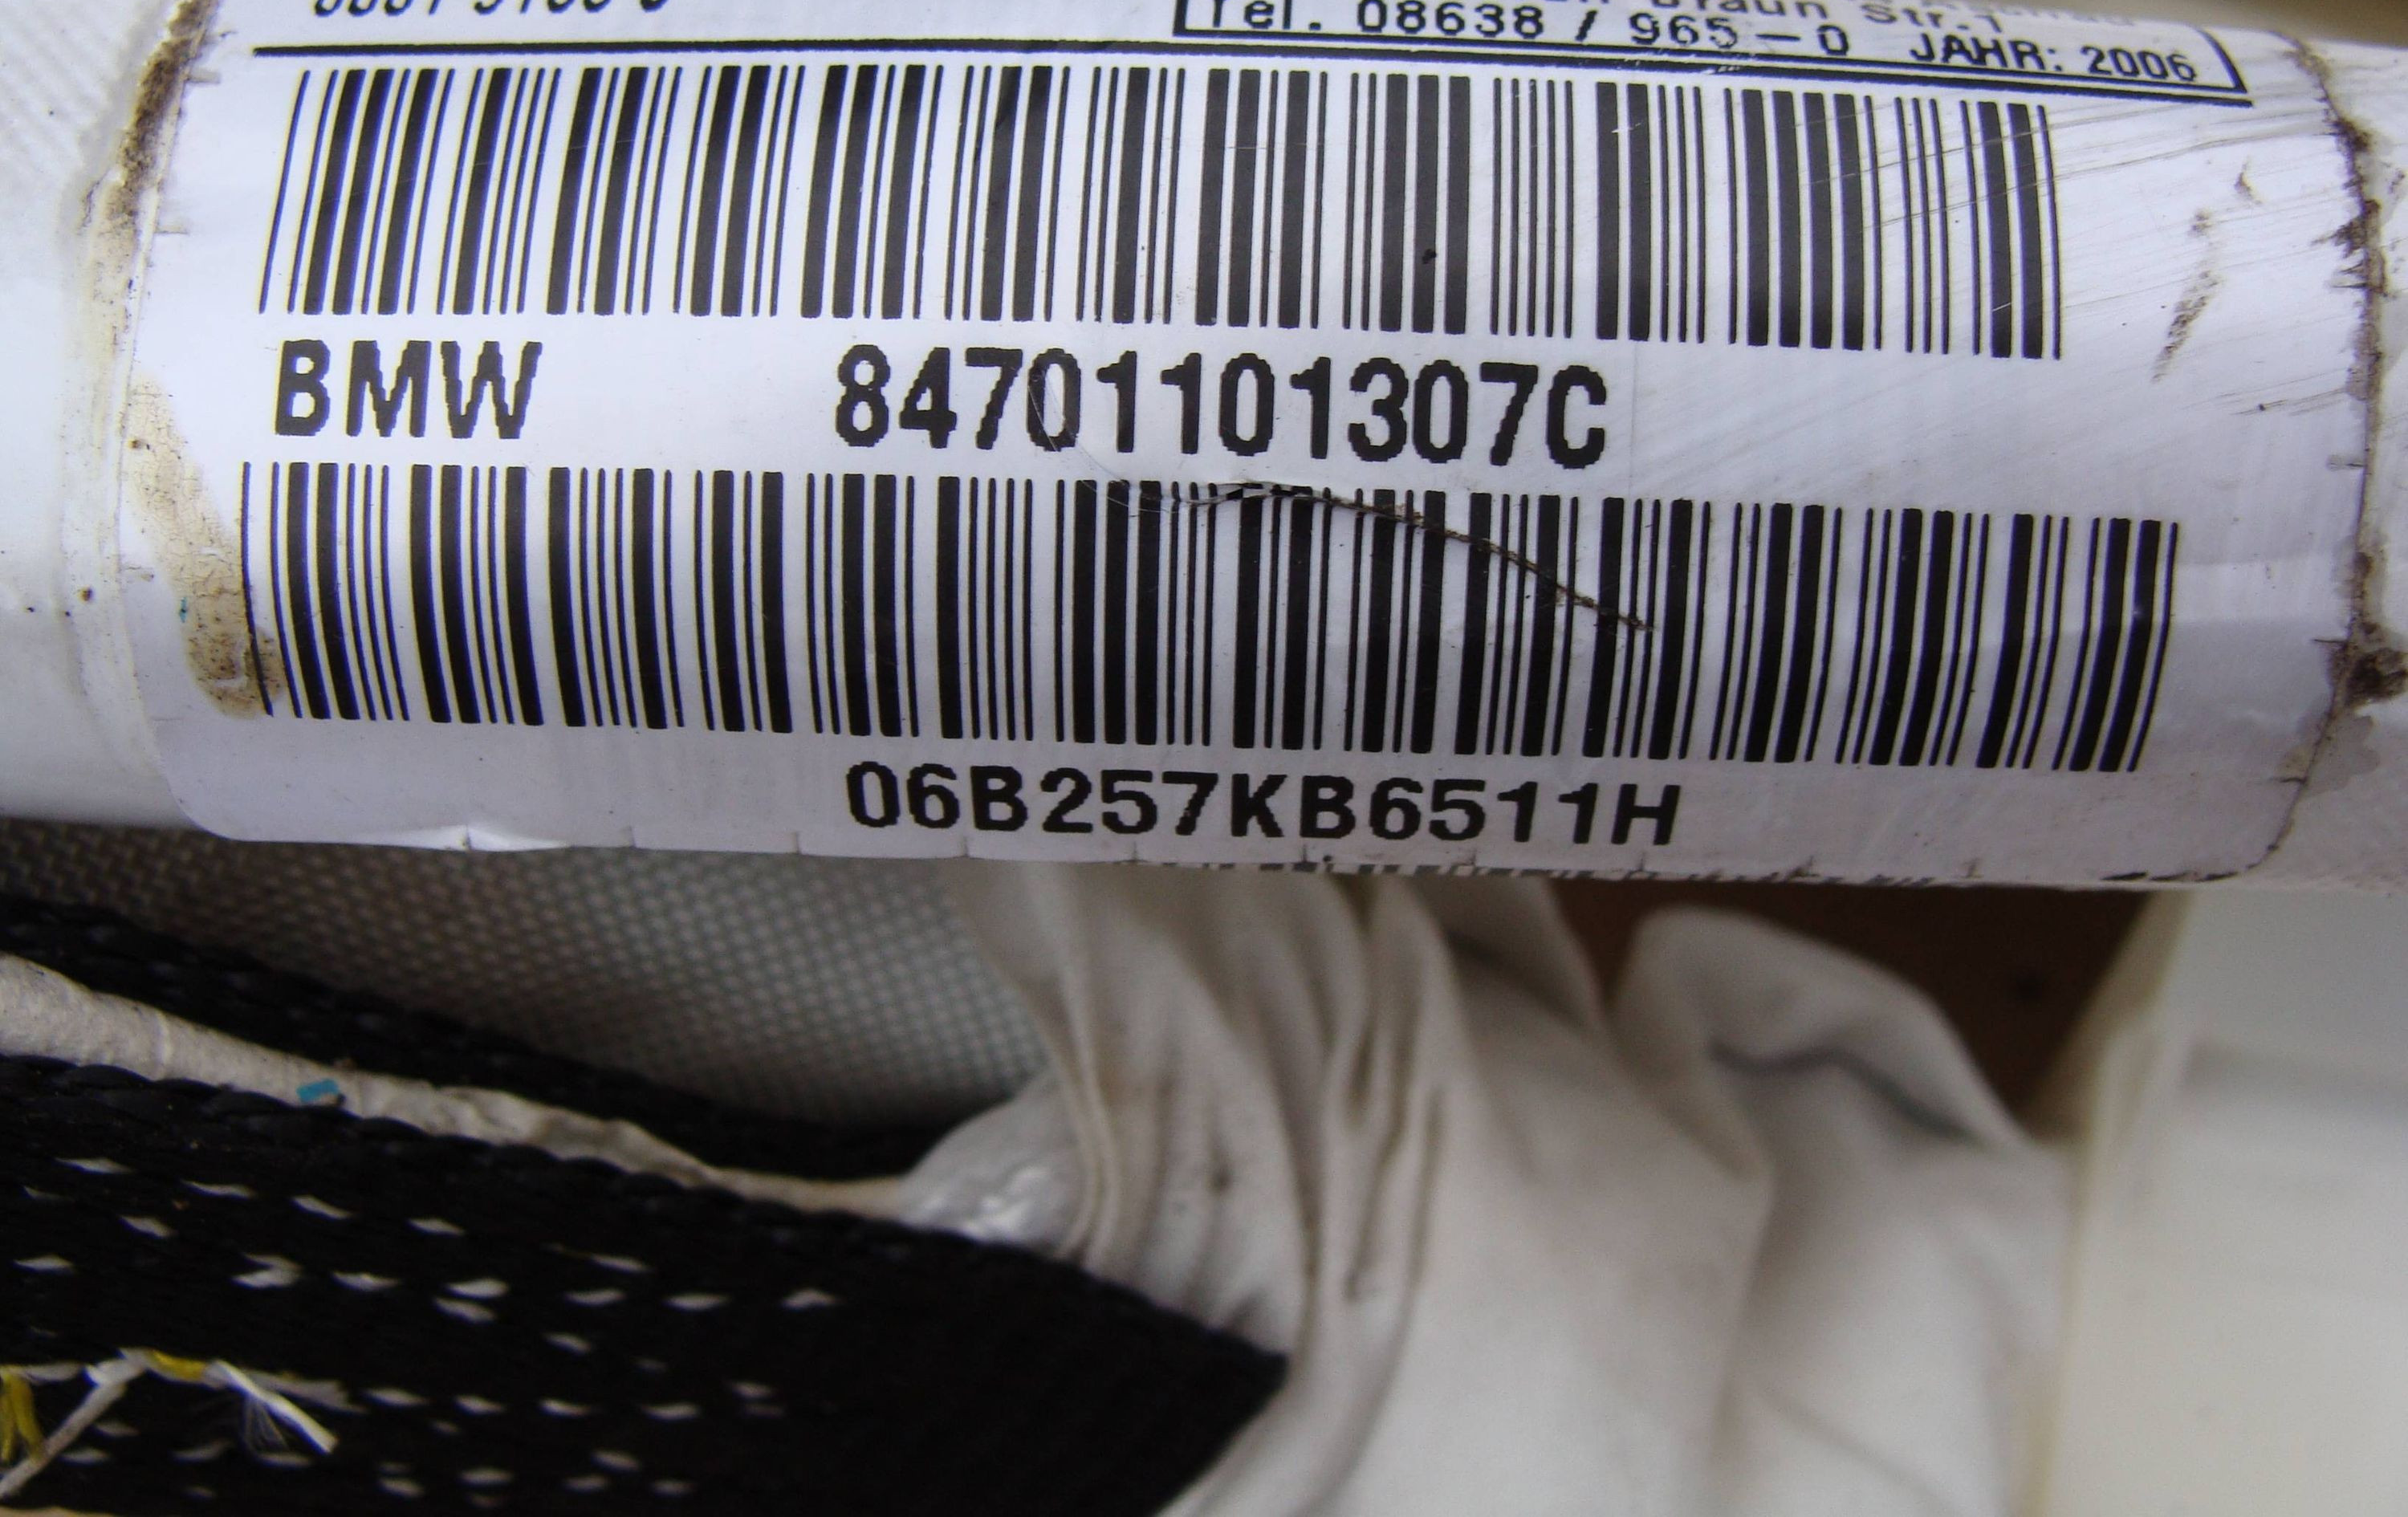 Tel. 08638 / 965-0 JAHR: 2006
BMW 84701101307C
06B257KB6511H